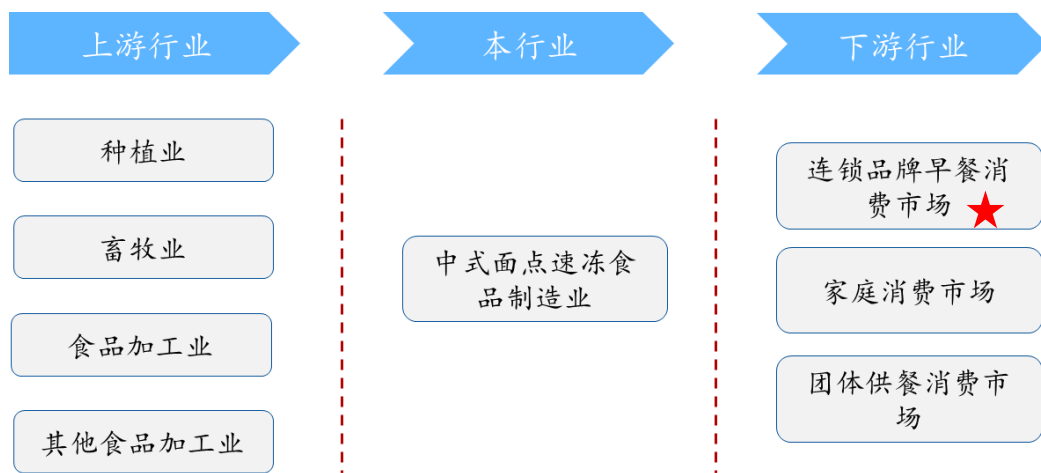 上游行业
本行业
下游行业
种植业
畜牧业
食品加工业
其他食品加工业
中式面点速冻食
品制造业
连锁品牌早餐消
费市场
家庭消费市场
团体供餐消费市
场